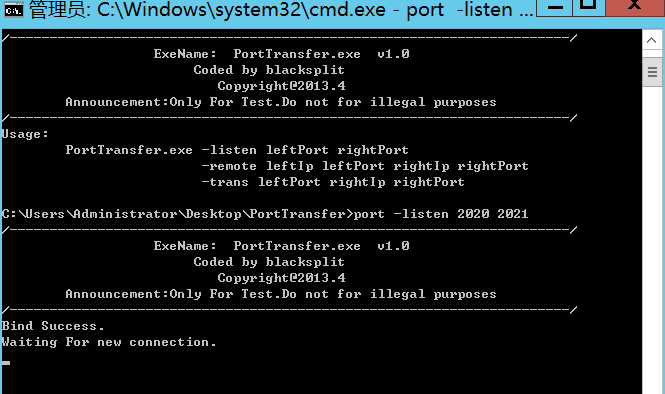 管理员: C:\Windows\system32\cmd.exe - port -listen ...
/----------------------------------------------------------------------/
ExeName: PortTransfer.exe v1.0
Coded by blacksplit
Copyright@2013.4
Announcement:Only For Test.Do not for illegal purposes
/----------------------------------------------------------------------/
Usage:
PortTransfer.exe -listen leftPort rightPort
-remote leftIp leftPort rightIp rightPort
-trans leftPort rightIp rightPort
C:\Users\Administrator\Desktop\PortTransfer>port -listen 2020 2021
/----------------------------------------------------------------------/
ExeName: PortTransfer.exe v1.0
Coded by blacksplit
Copyright@2013.4
Announcement:Only For Test.Do not for illegal purposes
/----------------------------------------------------------------------/
Bind Success.
Waiting For new connection.